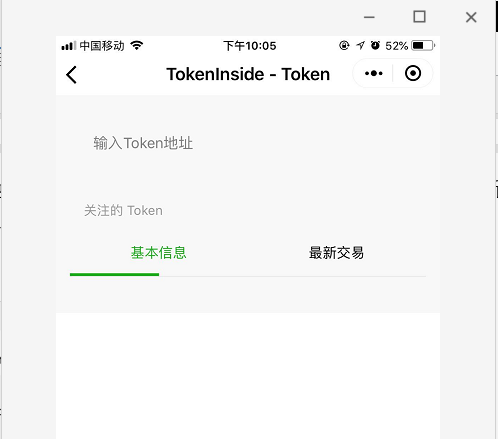 中国移动 下午10:05 52%
TokenInside - Token
输入Token地址
关注的 Token
基本信息 最新交易